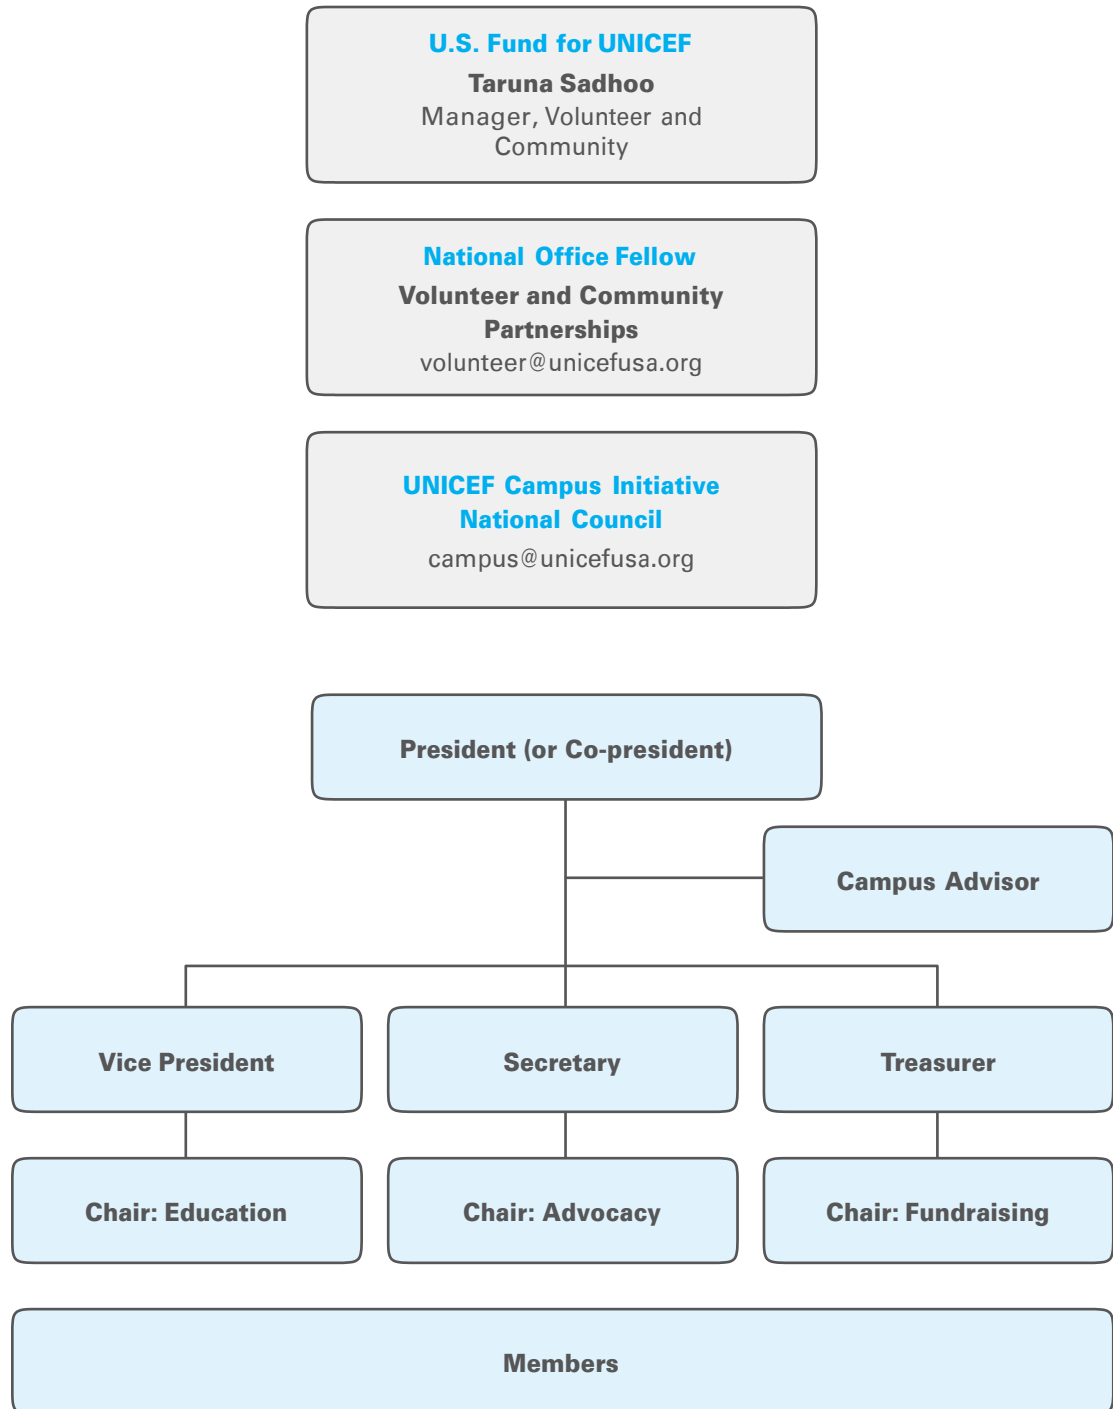 U.S. Fund for UNICEF
Taruna Sadhoo
Manager, Volunteer and
Community
National Office Fellow
Volunteer and Community
Partnerships
volunteer@unicefusa.org
UNICEF Campus Initiative
National Council
campus@unicefusa.org
President (or Co-president)
Campus Advisor
Vice President
Secretary
Treasurer
Chair: Education
Chair: Advocacy
Chair: Fundraising
Members